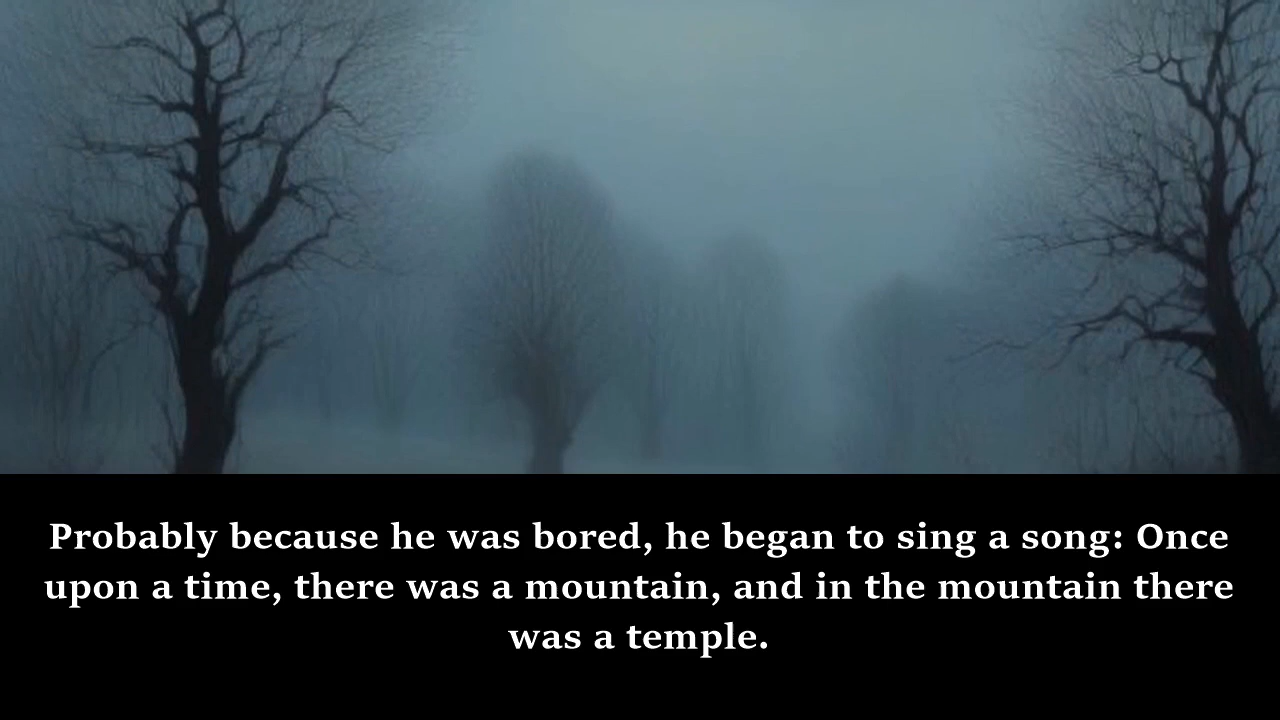 Probably because he was bored, he began to sing a song: Once
upon a time, there was a mountain, and in the mountain there
was a temple.